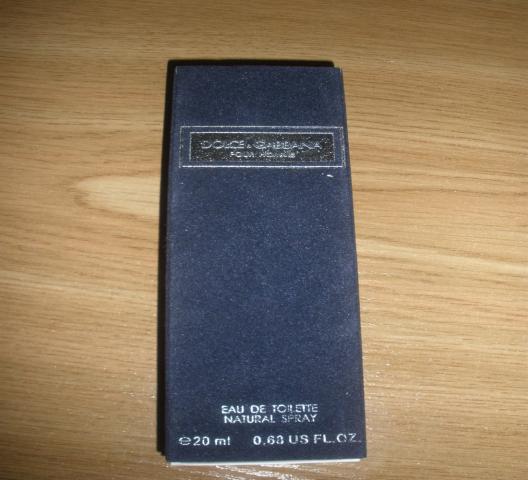 DOLCE & GABBANA
POUR HOMME
EAU DE TOILETTE
NATURAL SPRAY
℮20 ml 0.68 US FL.OZ.